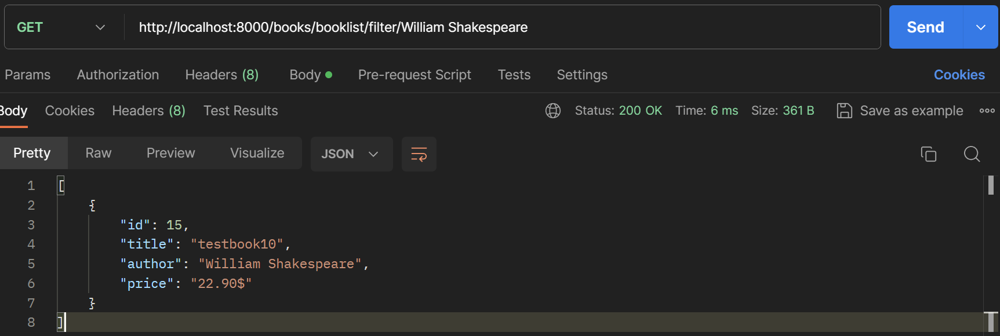 GET http://localhost:8000/books/booklist/filter/William Shakespeare Send
Params Authorization Headers (8) Body Pre-request Script Tests Settings Cookies
Body Cookies Headers (8) Test Results Status: 200 OK Time: 6 ms Size: 361 B Save as example
Pretty Raw Preview Visualize JSON
1 [
2 {
3 "id": 15,
4 "title": "testbook10",
5 "author": "William Shakespeare",
6 "price": "22.90$"
7 }
8 ]